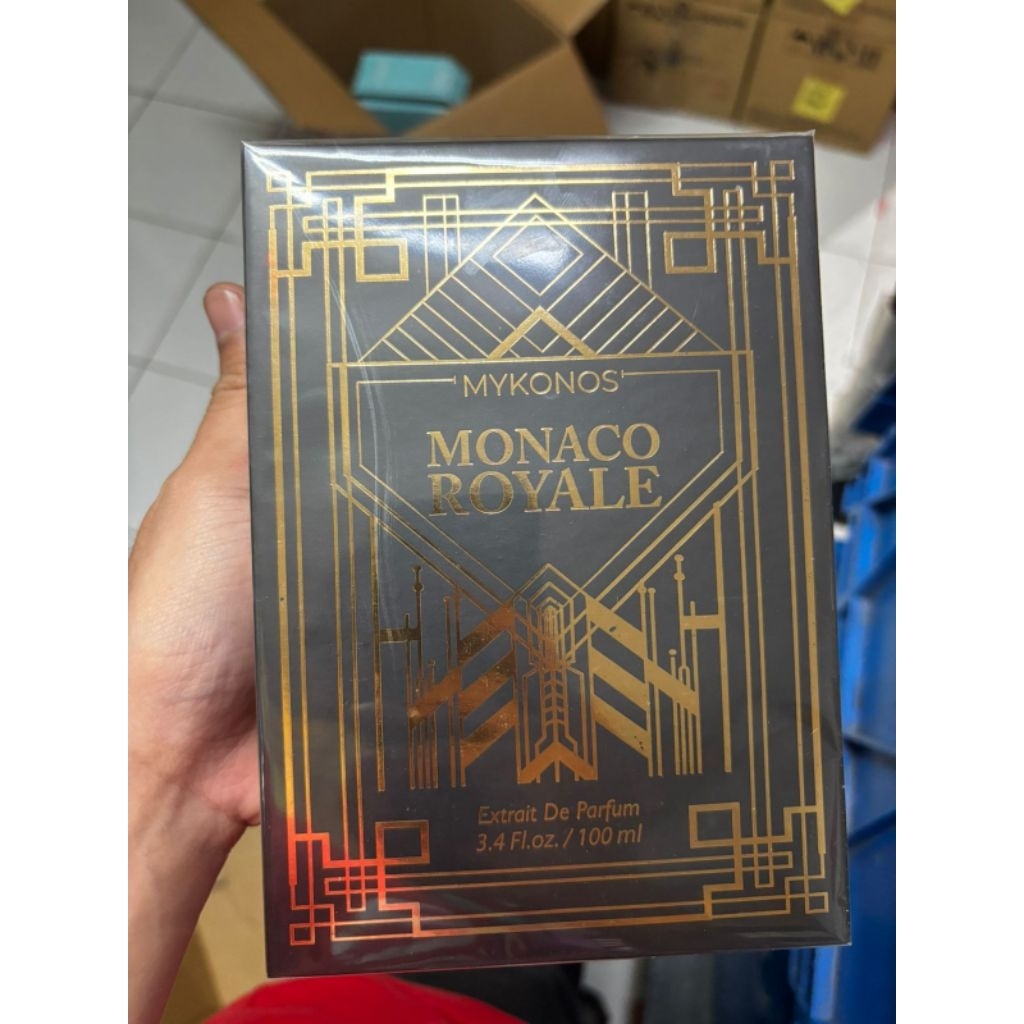 MYKONOS
MONACO
ROYALE
Extrait De Parfum
3.4 Fl.oz. / 100 ml